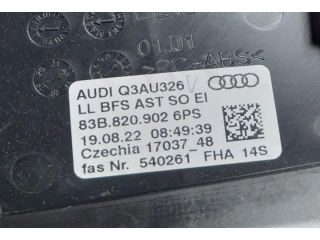 01.01
>PC+ABS<
AUDI Q3AU326 V
LL BFS AST SO EI
83B.820.902 6PS
19.08.22 08:49:39
Czechia 17037_48
fas Nr. 540261 FHA 14S